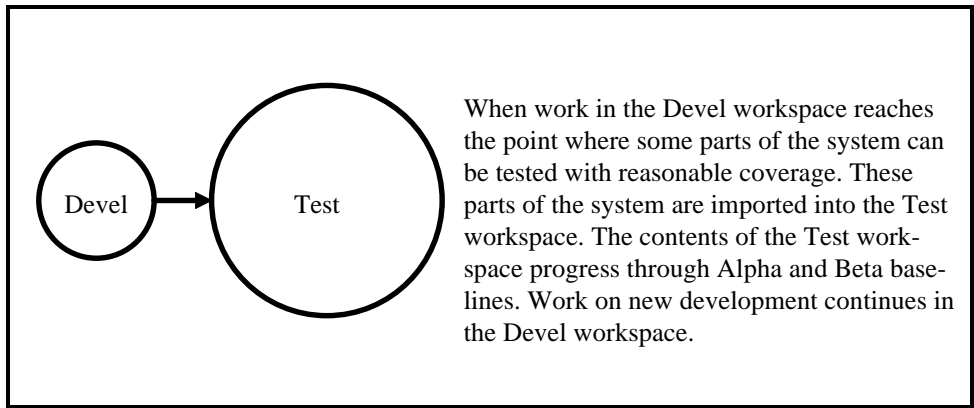 Devel
Test
When work in the Devel workspace reaches
the point where some parts of the system can
be tested with reasonable coverage. These
parts of the system are imported into the Test
workspace. The contents of the Test work-
space progress through Alpha and Beta base-
lines. Work on new development continues in
the Devel workspace.